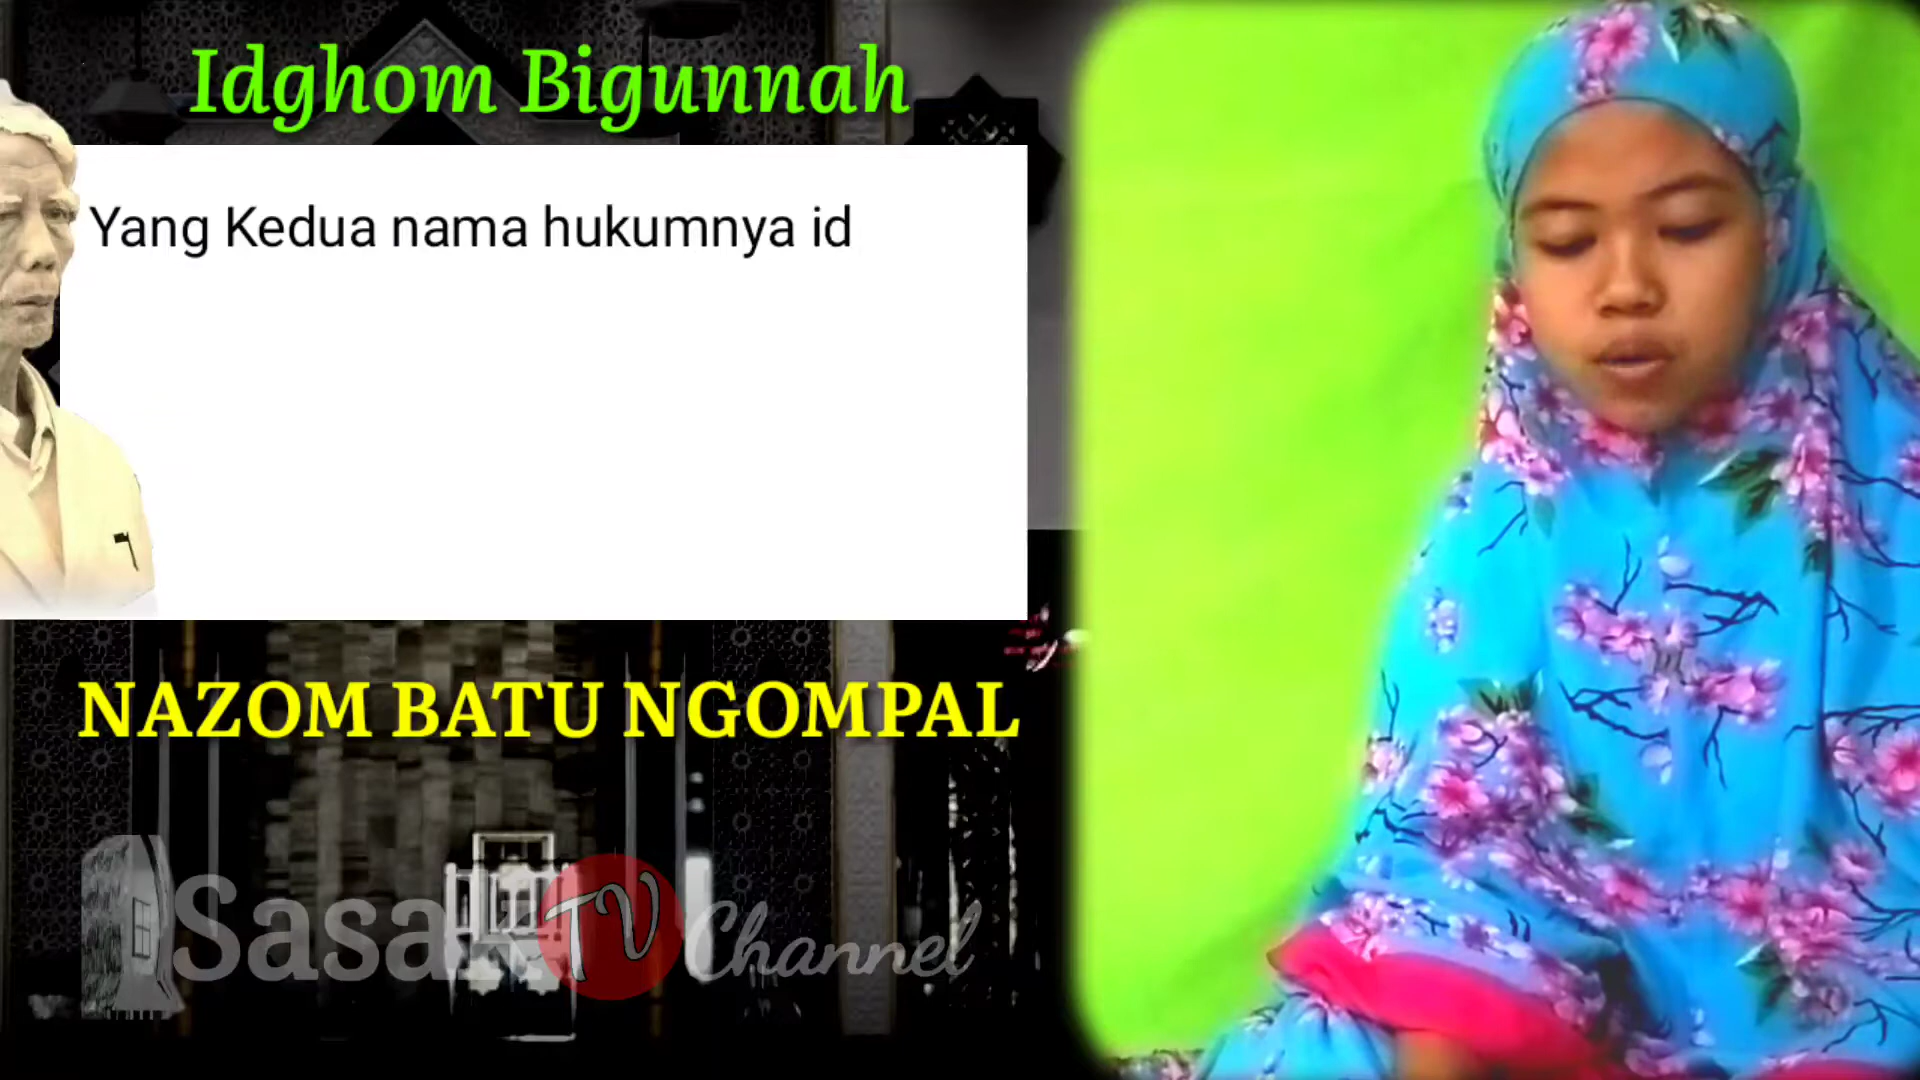 Idghom Bigunnah
Yang Kedua nama hukumnya id
NAZOM BATU NGOMPAL
Sasak TV Channel